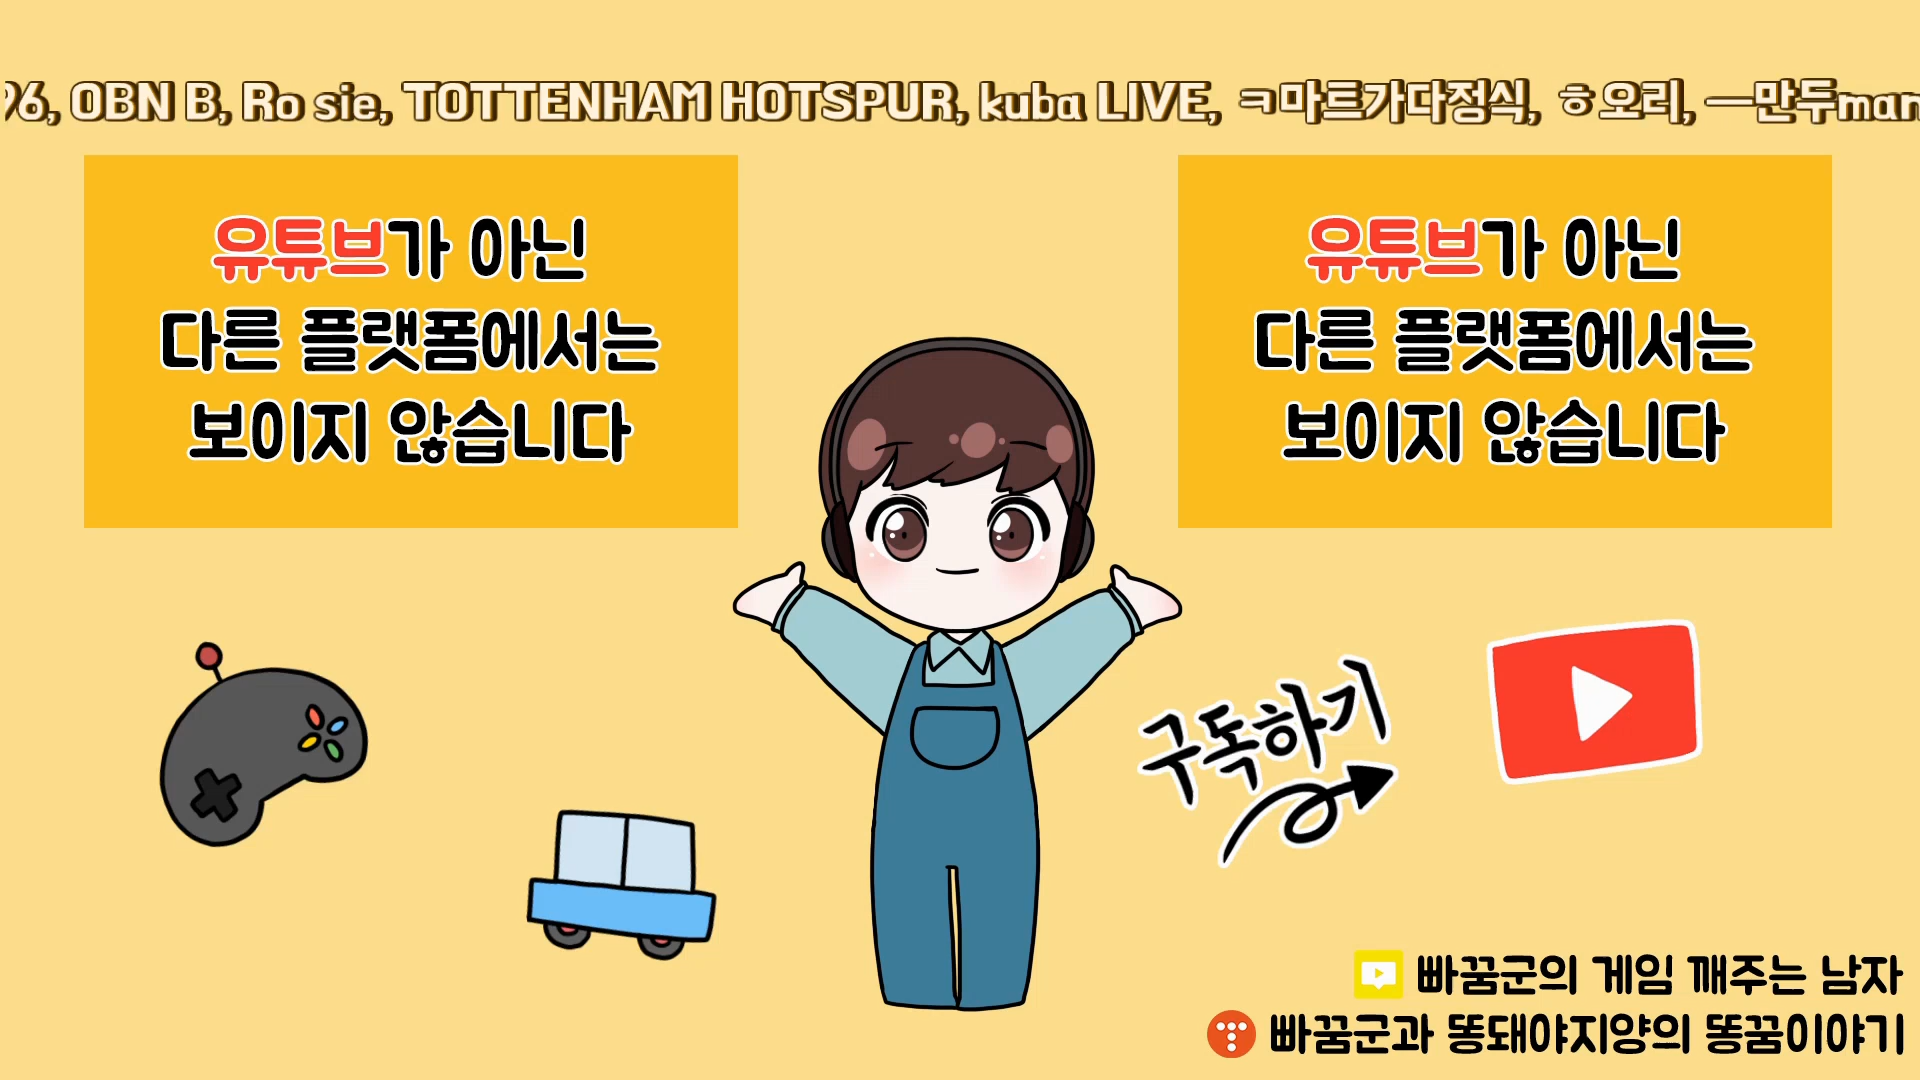 96, OBN B, Ro sie, TOTTENHAM HOTSPUR, kuba LIVE, ㅋ마트가다정식, ㅎ오리, —만두man
유튜브가 아닌
다른 플랫폼에서는
보이지 않습니다
유튜브가 아닌
다른 플랫폼에서는
보이지 않습니다
구독하기
빠꿈군의 게임 깨주는 남자
빠꿈군과 똥돼야지양의 똥꿈이야기